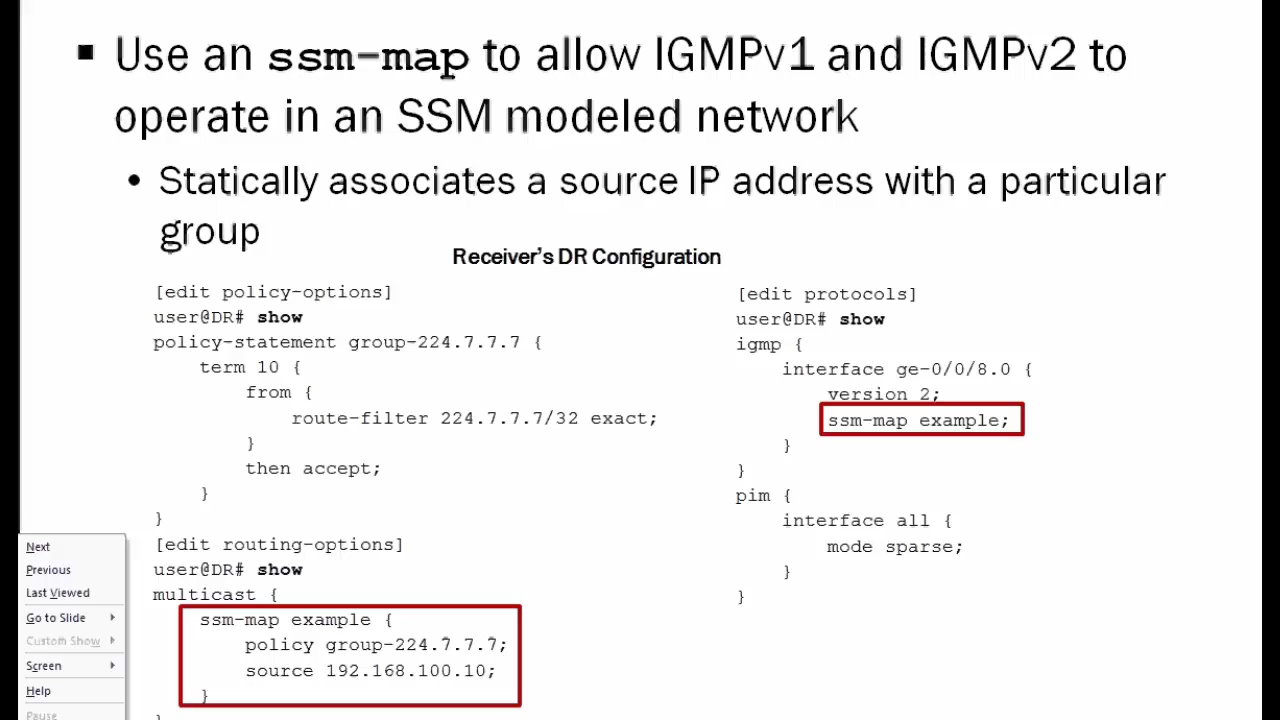 ▪ Use an ssm-map to allow IGMPv1 and IGMPv2 to
operate in an SSM modeled network
• Statically associates a source IP address with a particular
group
Receiver's DR Configuration
[edit policy-options]
user@DR# show
policy-statement group-224.7.7.7 {
term 10 {
from {
route-filter 224.7.7.7/32 exact;
}
then accept;
}
}
[edit routing-options]
user@DR# show
multicast {
ssm-map example {
policy group-224.7.7.7;
source 192.168.100.10;
}
}
[edit protocols]
user@DR# show
igmp {
interface ge-0/0/8.0 {
version 2;
ssm-map example;
}
}
pim {
interface all {
mode sparse;
}
}
Next
Previous
Last Viewed
Go to Slide
Custom Show
Screen
Help
Pause